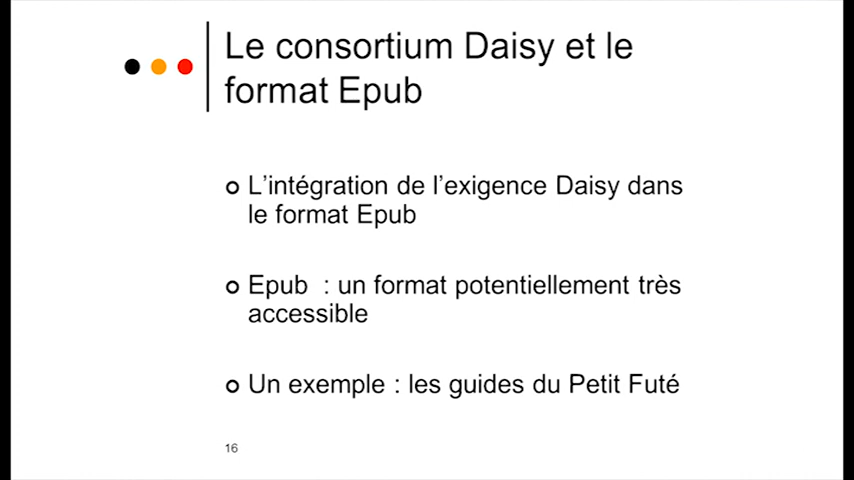 Le consortium Daisy et le
format Epub
L’intégration de l’exigence Daisy dans
le format Epub
Epub : un format potentiellement très
accessible
Un exemple : les guides du Petit Futé
16